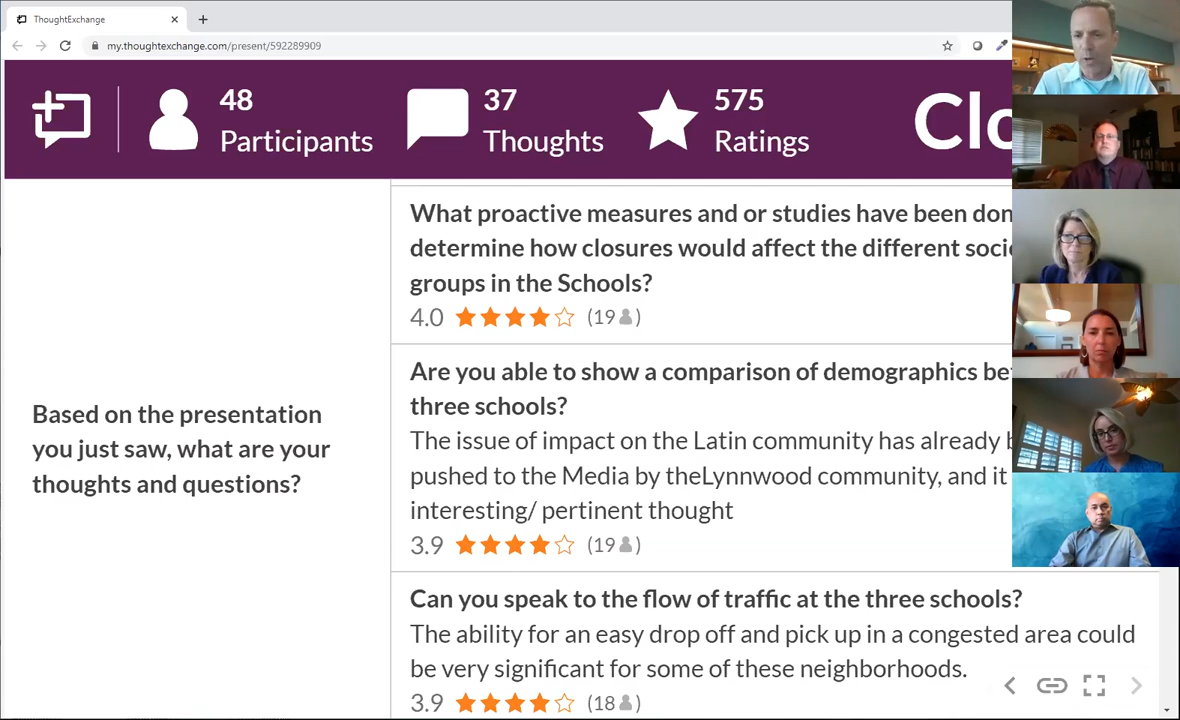 ThoughtExchange
my.thoughtexchange.com/present/592289909
48
Participants
37
Thoughts
575
Ratings
Based on the presentation
you just saw, what are your
thoughts and questions?
What proactive measures and or studies have been
determine how closures would affect the different
groups in the Schools?
4.0 (19)
Are you able to show a comparison of demographics
three schools?
The issue of impact on the Latin community has already
pushed to the Media by theLynnwood community, and it
interesting/ pertinent thought
3.9 (19)
Can you speak to the flow of traffic at the three schools?
The ability for an easy drop off and pick up in a congested area could
be very significant for some of these neighborhoods.
3.9 (18)